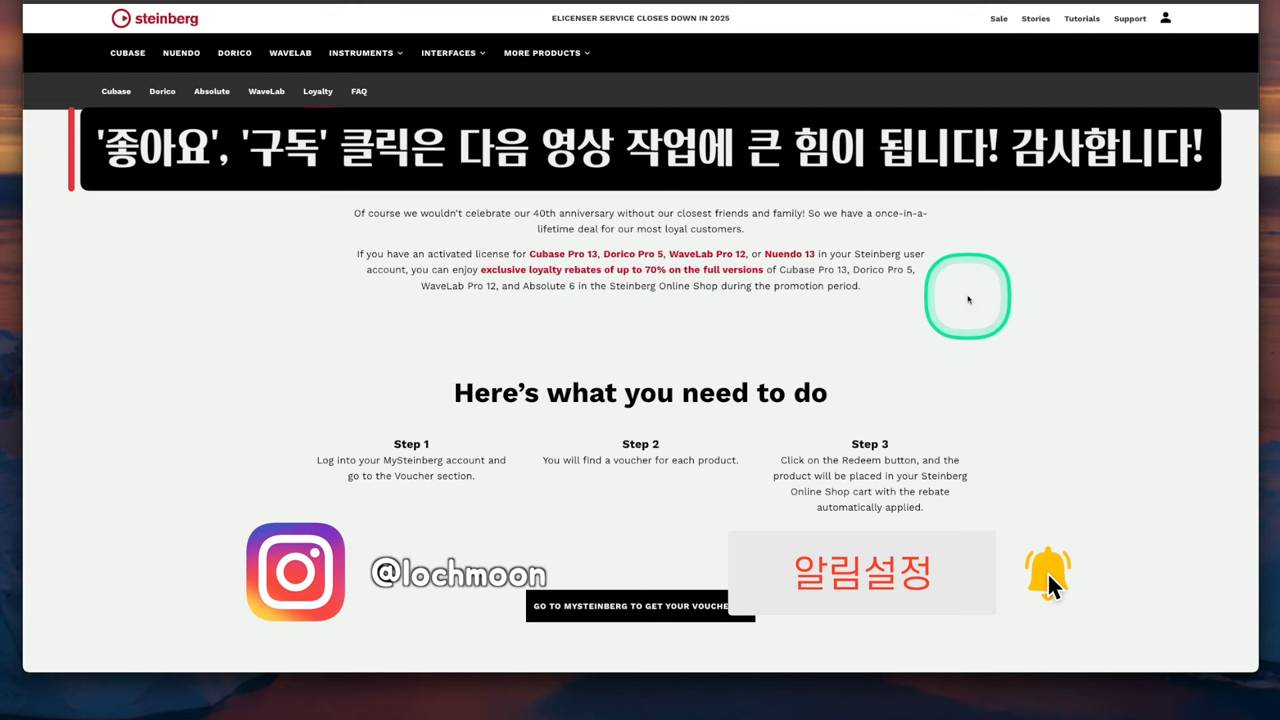 steinberg
ELICENSER SERVICE CLOSES DOWN IN 2025
Sale Stories Tutorials Support
CUBASE NUENDO DORICO WAVELAB INSTRUMENTS INTERFACES MORE PRODUCTS
Cubase Dorico Absolute WaveLab Loyalty FAQ
'좋아요', '구독' 클릭은 다음 영상 작업에 큰 힘이 됩니다! 감사합니다!
Of course we wouldn't celebrate our 40th anniversary without our closest friends and family! So we have a once-in-a-
lifetime deal for our most loyal customers.
If you have an activated license for Cubase Pro 13, Dorico Pro 5, WaveLab Pro 12, or Nuendo 13 in your Steinberg user
account, you can enjoy exclusive loyalty rebates of up to 70% on the full versions of Cubase Pro 13, Dorico Pro 5,
WaveLab Pro 12, and Absolute 6 in the Steinberg Online Shop during the promotion period.
Here's what you need to do
Step 1
Log into your MySteinberg account and
go to the Voucher section.
Step 2
You will find a voucher for each product.
Step 3
Click on the Redeem button, and the
product will be placed in your Steinberg
Online Shop cart with the rebate
automatically applied.
@lochmoon
알림설정
GO TO MYSTEINBERG TO GET YOUR VOUCHE